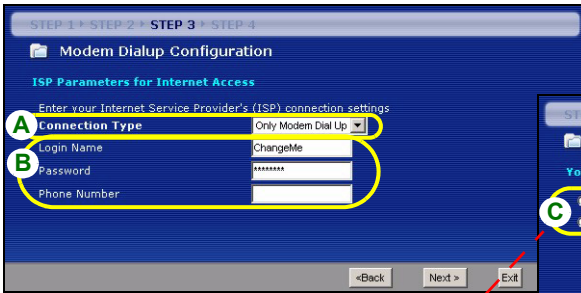 STEP 1 STEP 2 STEP 3 STEP 4
Modem Dialup Configuration
ISP Parameters for Internet Access
Enter your Internet Service Provider's (ISP) connection settings
A Connection Type Only Modem Dial Up
Login Name ChangeMe
B
Password ********
Phone Number
<Back Next > Exit
ST
Yo
C